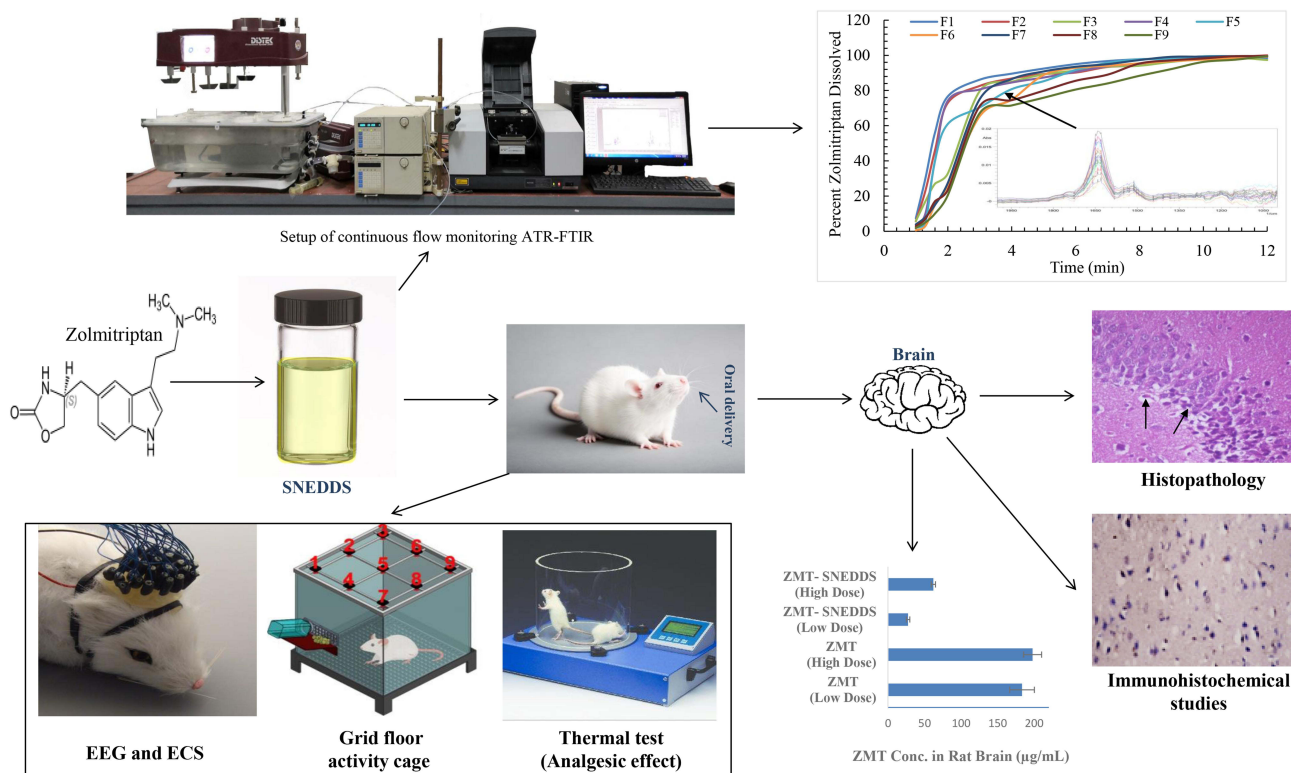 DISTEK
F1 F2 F3 F4 F5
F6 F7 F8 F9
Percent Zolmitriptan Dissolved
120
100
80
60
40
20
0
0 2 4 6 8 10 12
Time (min)
Setup of continuous flow monitoring ATR-FTIR
Zolmitriptan
H₃C
CH₃
N
H
HN
(S)
O
O
N
H
SNEDDS
Oral delivery
Brain
Histopathology
1 2 3 4 5 6 7 8 9
EEG and ECS
Grid floor
activity cage
Thermal test
(Analgesic effect)
ZMT- SNEDDS
(High Dose)
ZMT- SNEDDS
(Low Dose)
ZMT
(High Dose)
ZMT
(Low Dose)
0 50 100 150 200
ZMT Conc. in Rat Brain (µg/mL)
Immunohistochemical
studies